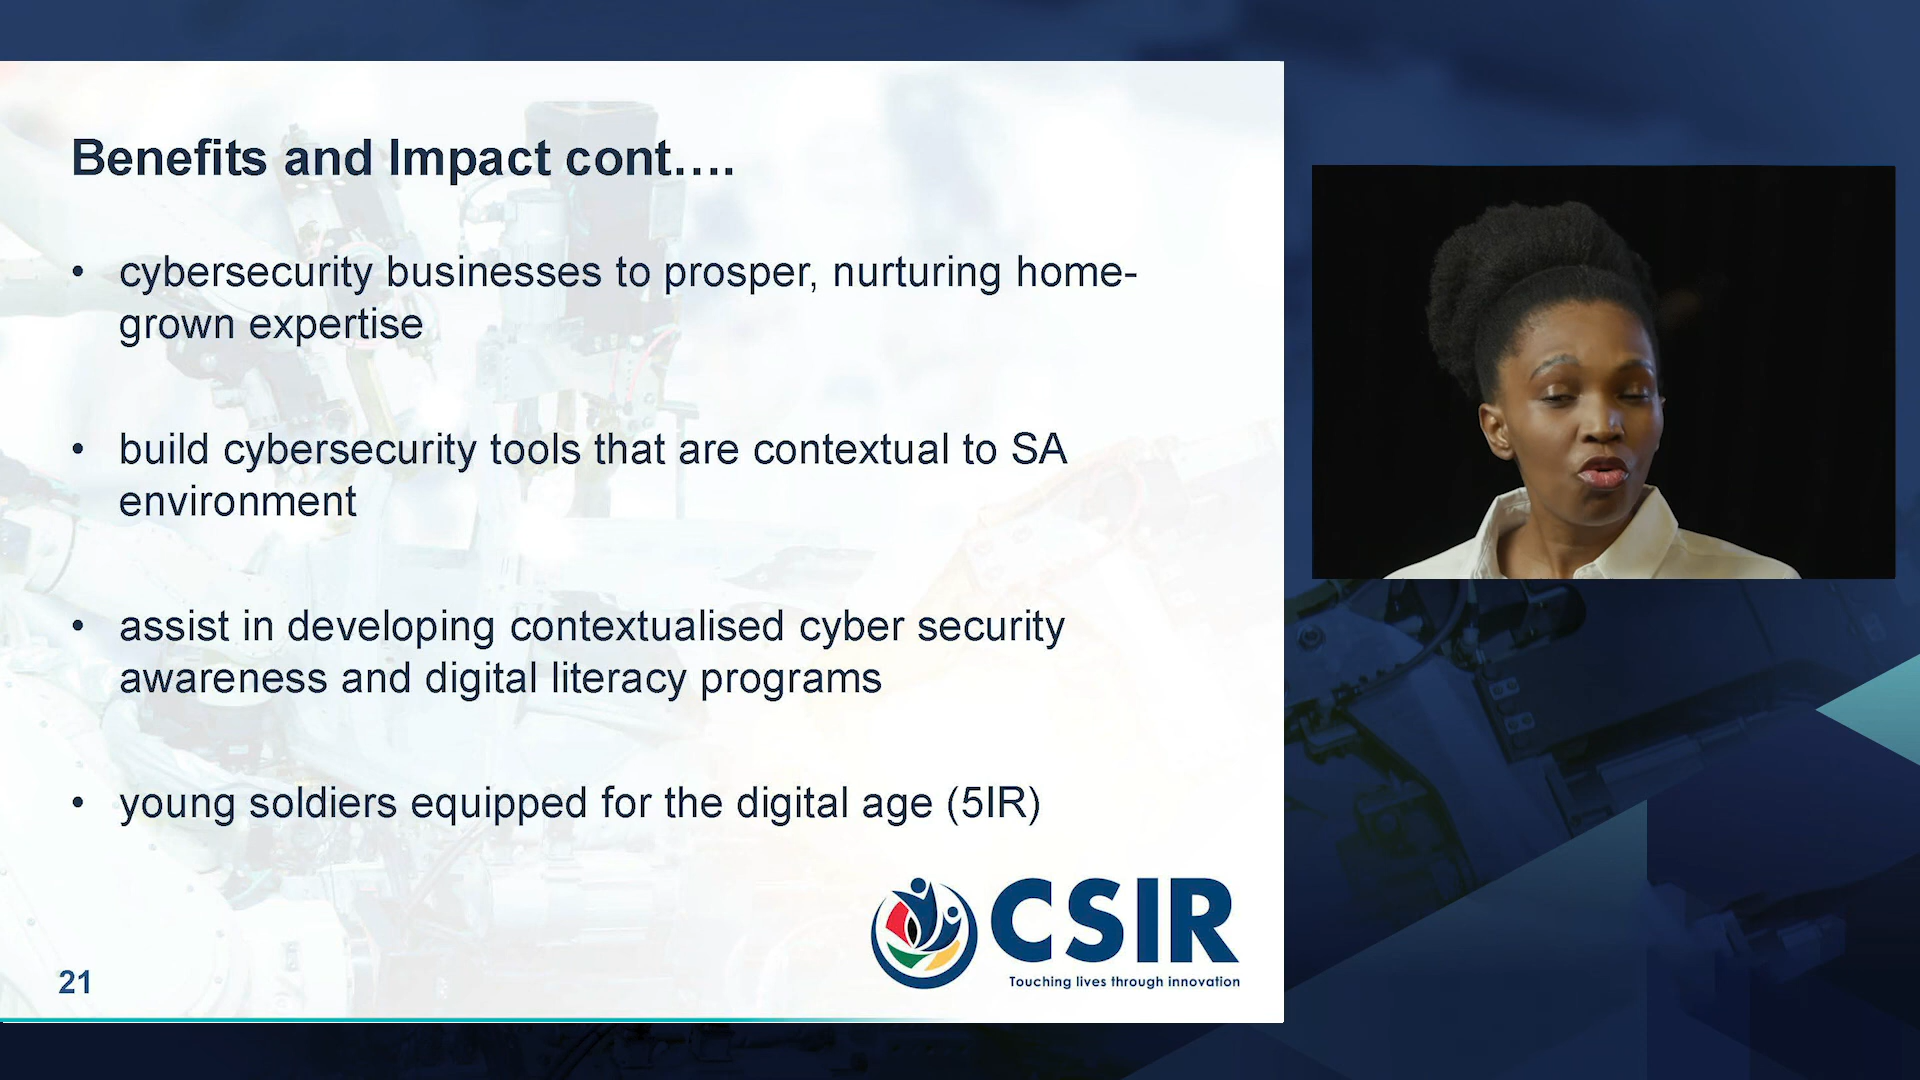 Benefits and Impact cont....
• cybersecurity businesses to prosper, nurturing home-
grown expertise
• build cybersecurity tools that are contextual to SA
environment
• assist in developing contextualised cyber security
awareness and digital literacy programs
• young soldiers equipped for the digital age (5IR)
CSIR
Touching lives through innovation
21